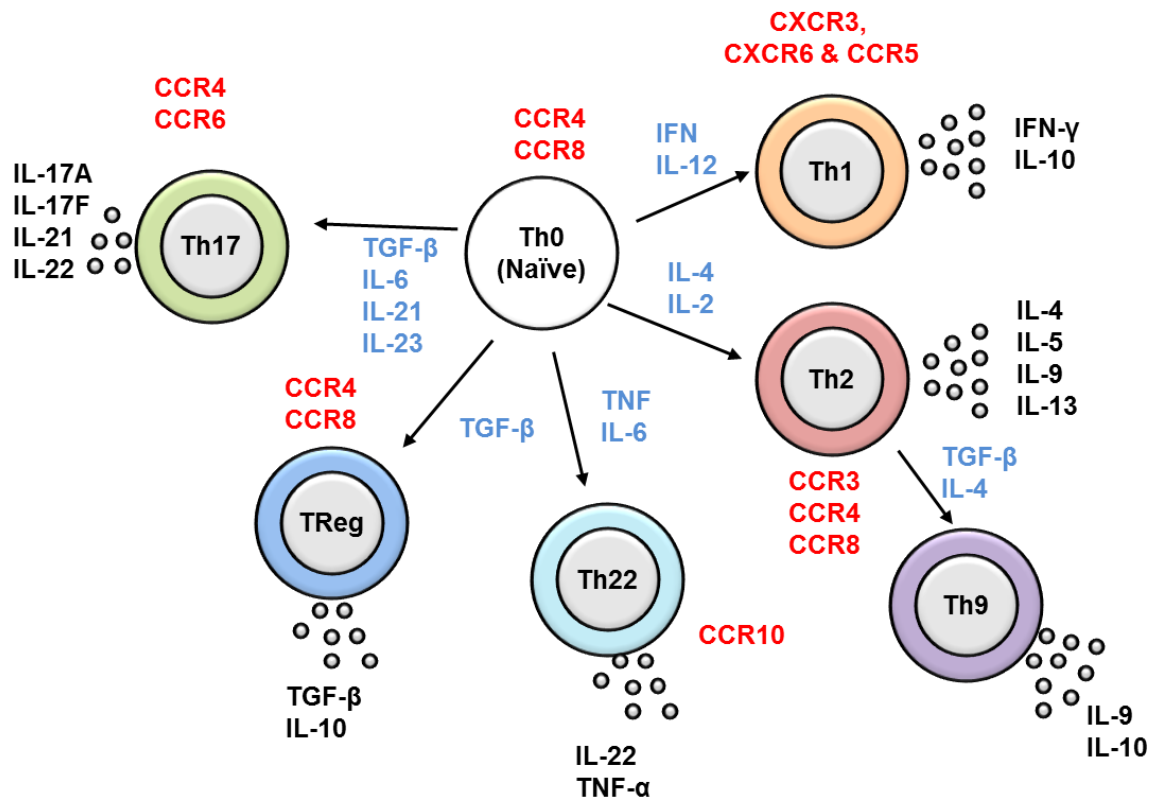 CXCR3,
CXCR6 & CCR5
CCR4
CCR6
CCR4
CCR8
IFN
IL-12
IFN-γ
IL-10
Th1
IL-17A
IL-17F
IL-21
IL-22
Th17
Th0
(Naïve)
TGF-β
IL-6
IL-21
IL-23
IL-4
IL-2
Th2
IL-4
IL-5
IL-9
IL-13
CCR4
CCR8
TGF-β
TNF
IL-6
CCR3
CCR4
CCR8
TGF-β
IL-4
TReg
Th22
Th9
CCR10
TGF-β
IL-10
IL-22
TNF-α
IL-9
IL-10